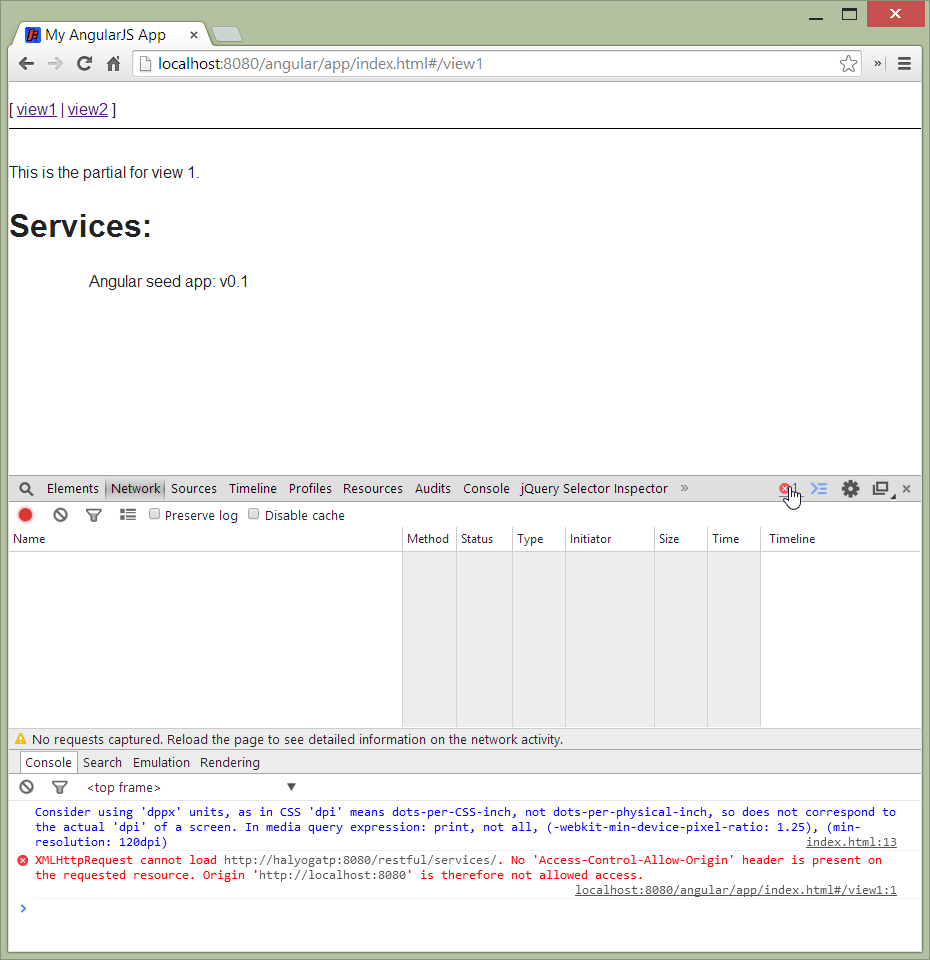 My AngularJS App
localhost:8080/angular/app/index.html#/view1
[ view1 | view2 ]
This is the partial for view 1.
Services:
Angular seed app: v0.1
Elements Network Sources Timeline Profiles Resources Audits Console jQuery Selector Inspector » 1
Preserve log Disable cache
Name Method Status Type Initiator Size Time Timeline
No requests captured. Reload the page to see detailed information on the network activity.
Console Search Emulation Rendering
<top frame>
Consider using 'dppx' units, as in CSS 'dpi' means dots-per-CSS-inch, not dots-per-physical-inch, so does not correspond to
the actual 'dpi' of a screen. In media query expression: print, not all, (-webkit-min-device-pixel-ratio: 1.25), (min-
resolution: 120dpi) index.html:13
XMLHttpRequest cannot load http://halyogatp:8080/restful/services/. No 'Access-Control-Allow-Origin' header is present on
the requested resource. Origin 'http://localhost:8080' is therefore not allowed access.
localhost:8080/angular/app/index.html#/view1:1